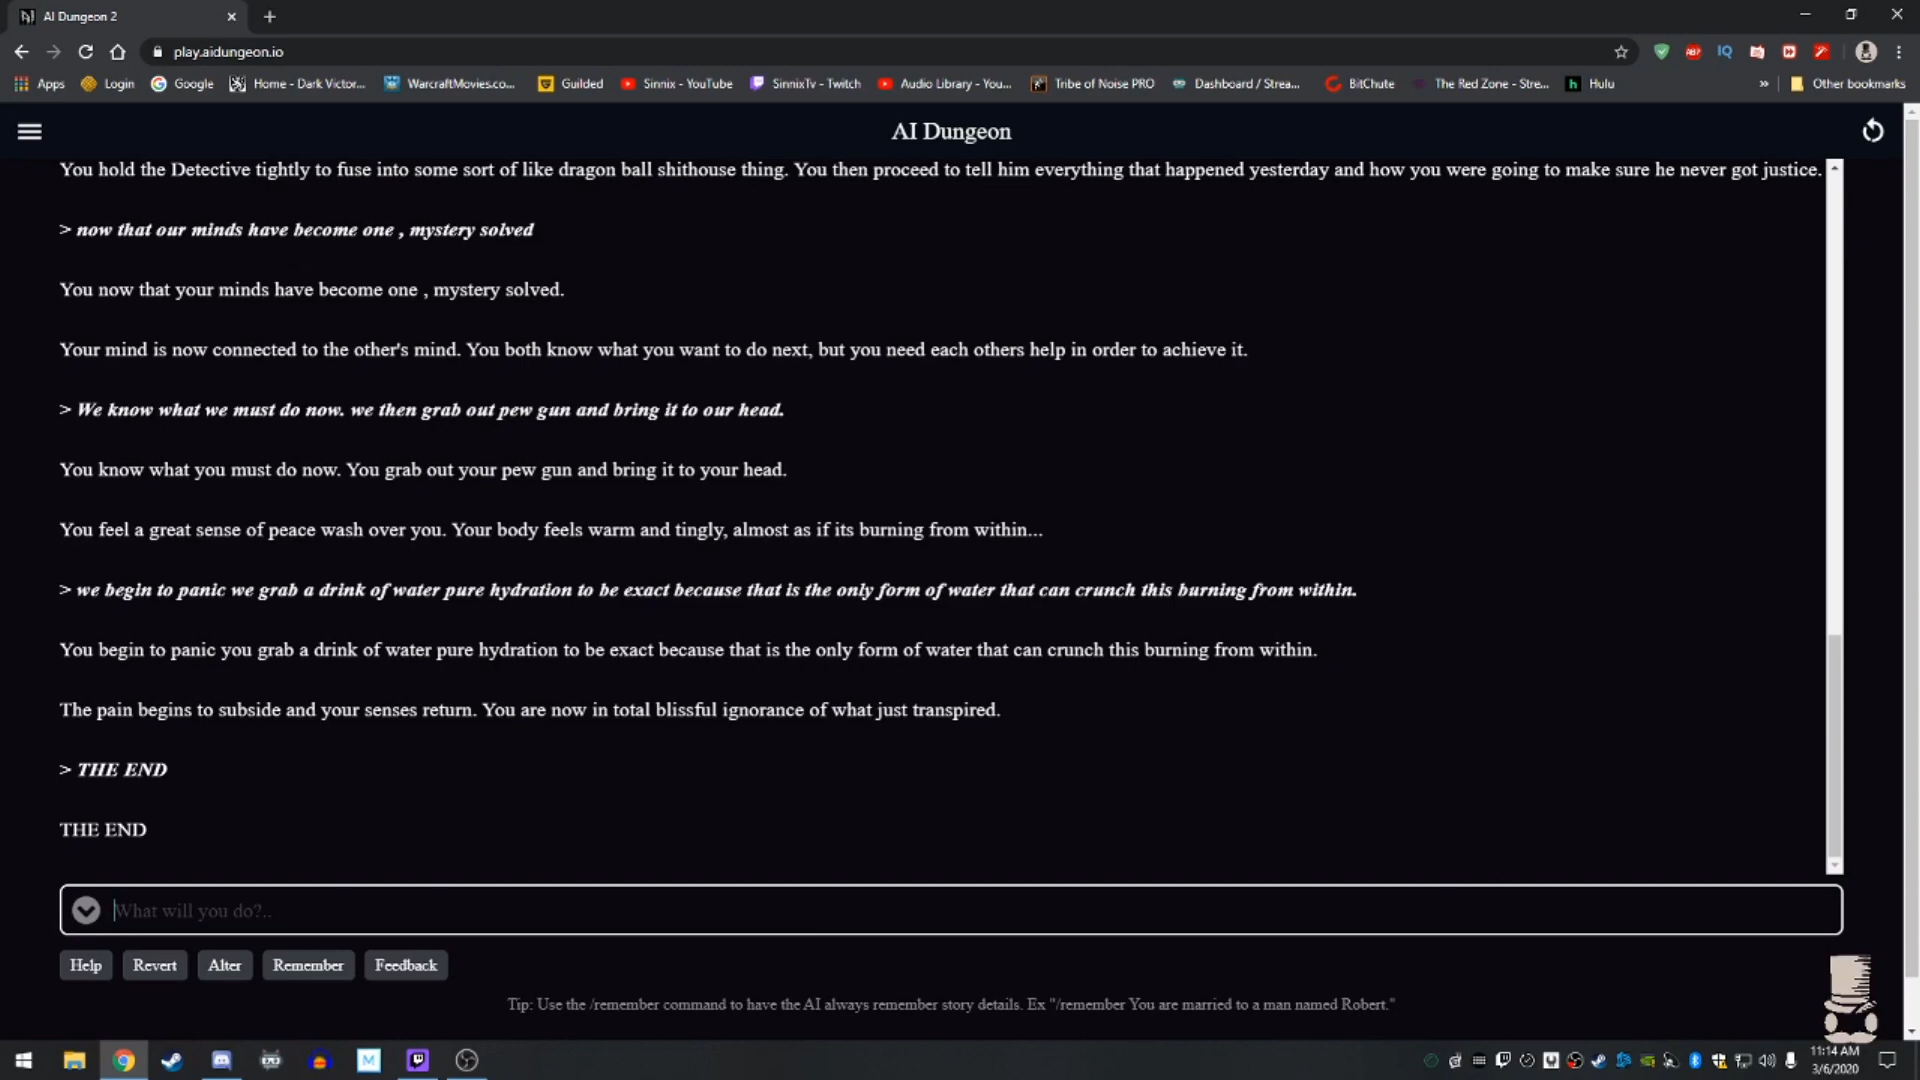 AI Dungeon 2
play.aidungeon.io
Apps Login Google Home - Dark Victor... WarcraftMovies.co... Guilded Sinnix - YouTube SinnixTv - Twitch Audio Library - You... Tribe of Noise PRO Dashboard / Strea... BitChute The Red Zone - Stre... Hulu » Other bookmarks
AI Dungeon
You hold the Detective tightly to fuse into some sort of like dragon ball shithouse thing. You then proceed to tell him everything that happened yesterday and how you were going to make sure he never got justice.
> now that our minds have become one , mystery solved
You now that your minds have become one , mystery solved.
Your mind is now connected to the other's mind. You both know what you want to do next, but you need each others help in order to achieve it.
> We know what we must do now. we then grab out pew gun and bring it to our head.
You know what you must do now. You grab out your pew gun and bring it to your head.
You feel a great sense of peace wash over you. Your body feels warm and tingly, almost as if its burning from within...
> we begin to panic we grab a drink of water pure hydration to be exact because that is the only form of water that can crunch this burning from within.
You begin to panic you grab a drink of water pure hydration to be exact because that is the only form of water that can crunch this burning from within.
The pain begins to subside and your senses return. You are now in total blissful ignorance of what just transpired.
> THE END
THE END
What will you do?..
Help Revert Alter Remember Feedback
Tip: Use the /remember command to have the AI always remember story details. Ex "/remember You are married to a man named Robert."
11:14 AM
3/6/2020